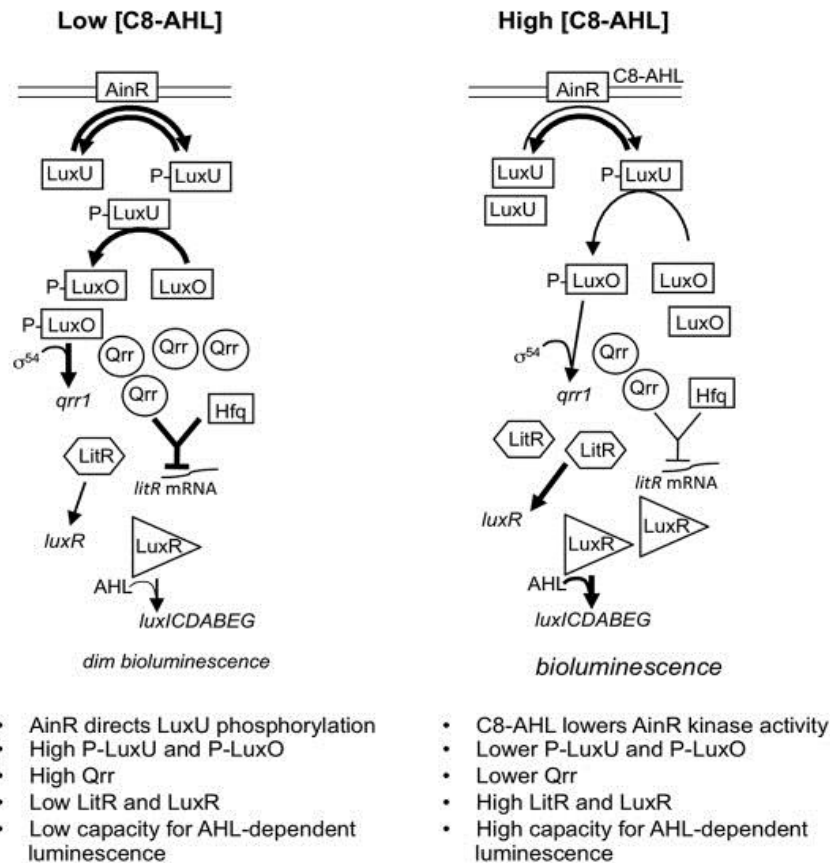 Low [C8-AHL]
AinR
LuxU
P-LuxU
P-LuxU
P-LuxO
LuxO
P-LuxO
σ54
qrr1
Qrr
Qrr
Qrr
Qrr
Hfq
LitR
litR mRNA
luxR
LuxR
AHL
luxICDABEG
dim bioluminescence
• AinR directs LuxU phosphorylation
• High P-LuxU and P-LuxO
• High Qrr
• Low LitR and LuxR
• Low capacity for AHL-dependent
luminescence
High [C8-AHL]
AinR
C8-AHL
LuxU
P-LuxU
LuxU
P-LuxO
LuxO
LuxO
σ54
qrr1
Qrr
Qrr
Hfq
LitR
LitR
litR mRNA
luxR
LuxR
LuxR
AHL
luxICDABEG
bioluminescence
• C8-AHL lowers AinR kinase activity
• Lower P-LuxU and P-LuxO
• Lower Qrr
• High LitR and LuxR
• High capacity for AHL-dependent
luminescence